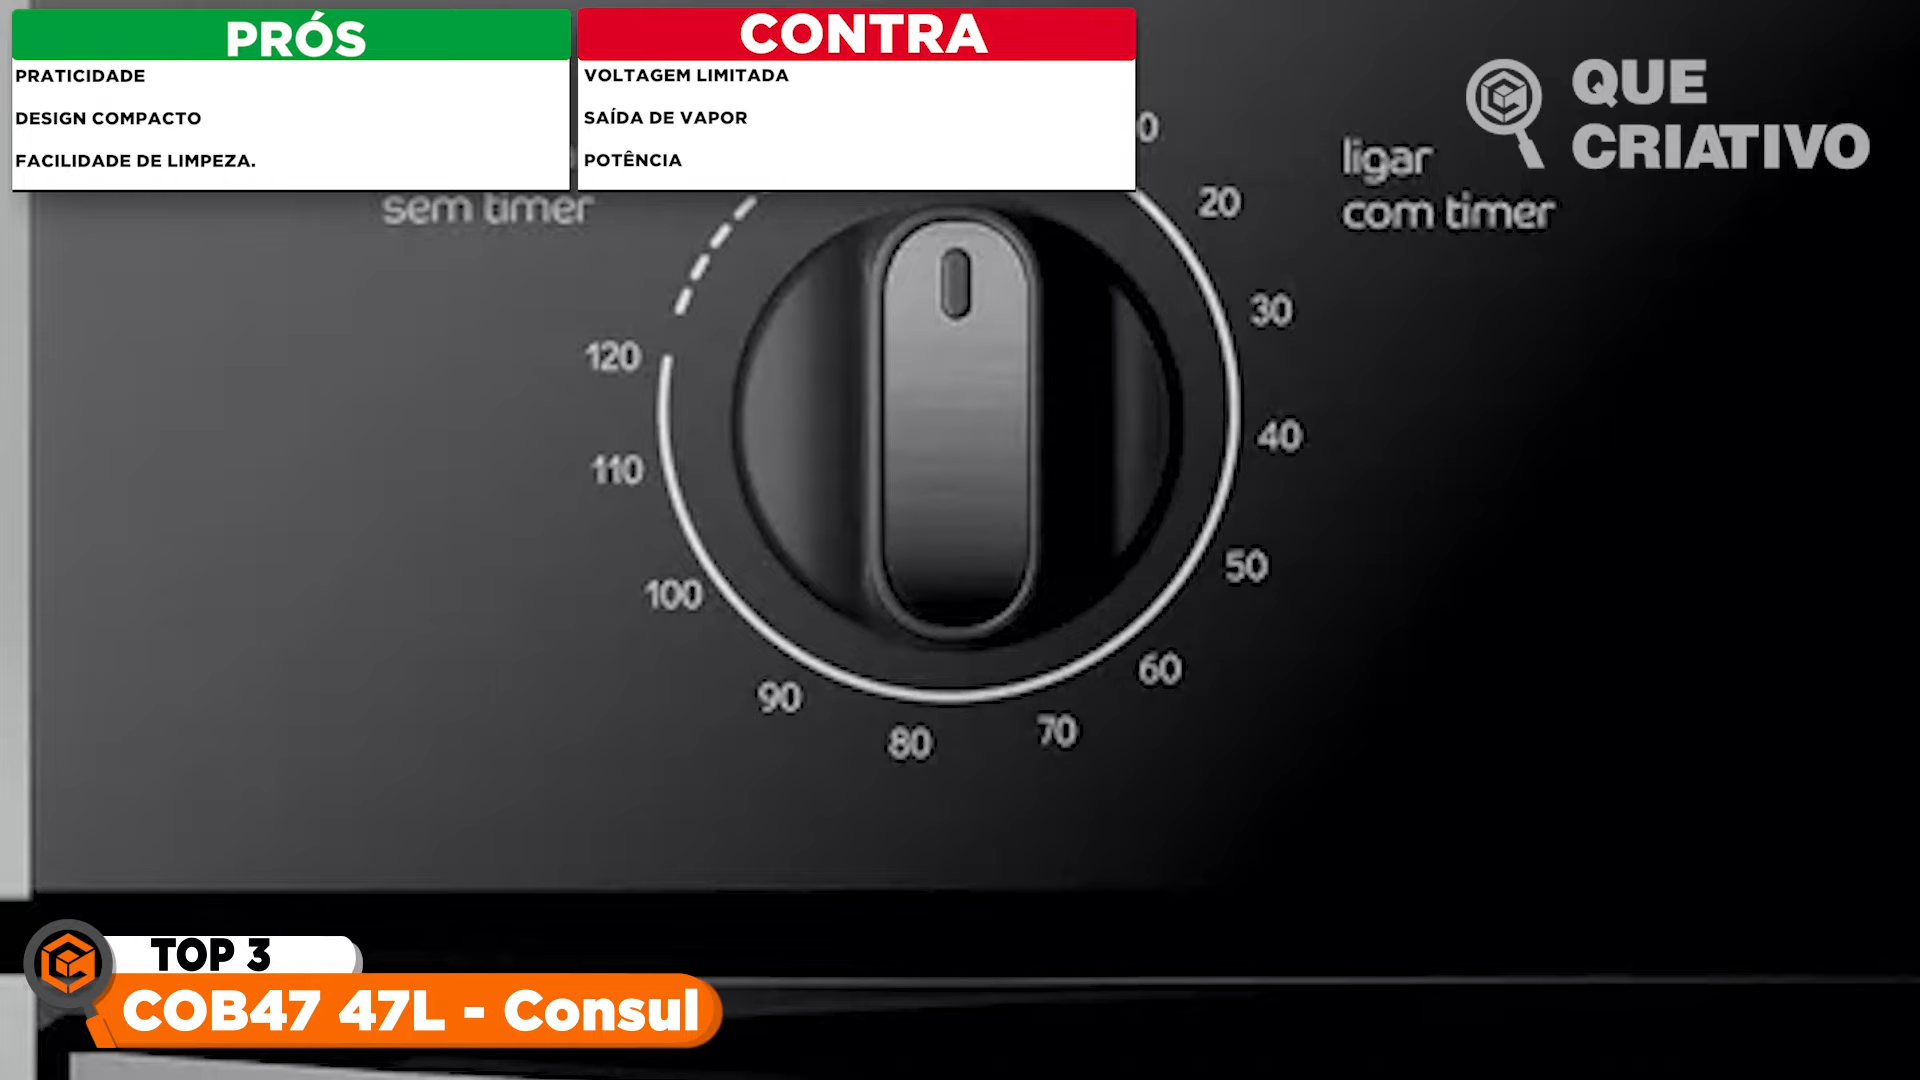 PRÓS
PRATICIDADE
DESIGN COMPACTO
FACILIDADE DE LIMPEZA.
CONTRA
VOLTAGEM LIMITADA
SAÍDA DE VAPOR
POTÊNCIA
QUE
CRIATIVO
sem timer
ligar
com timer
0
20
30
40
50
60
70
80
90
100
110
120
TOP 3
COB47 47L - Consul